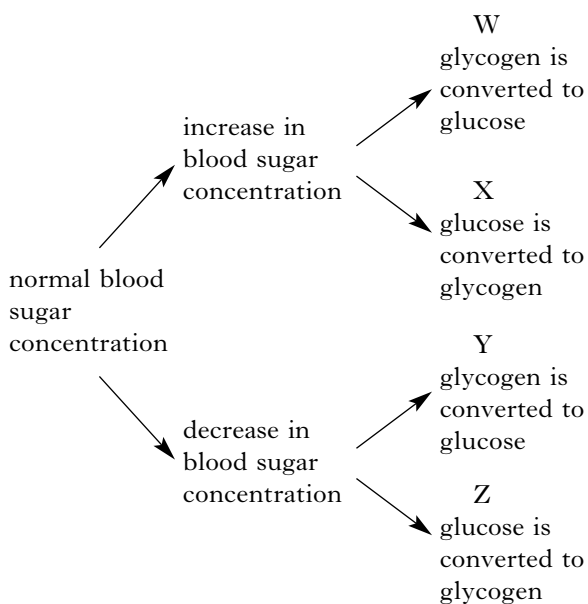 W
glycogen is
converted to
glucose
increase in
blood sugar
concentration
X
glucose is
converted to
glycogen
normal blood
sugar
concentration
Y
glycogen is
converted to
glucose
decrease in
blood sugar
concentration
Z
glucose is
converted to
glycogen